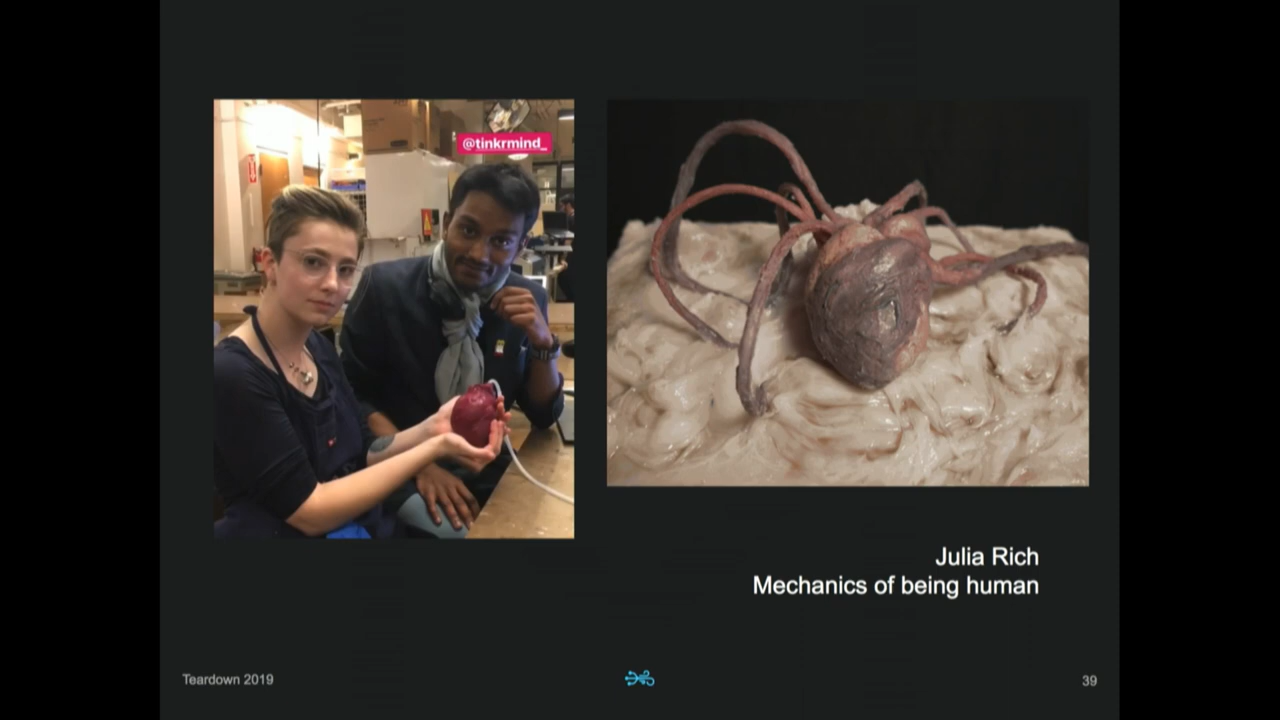 @tinkrmind_
Julia Rich
Mechanics of being human
Teardown 2019
39